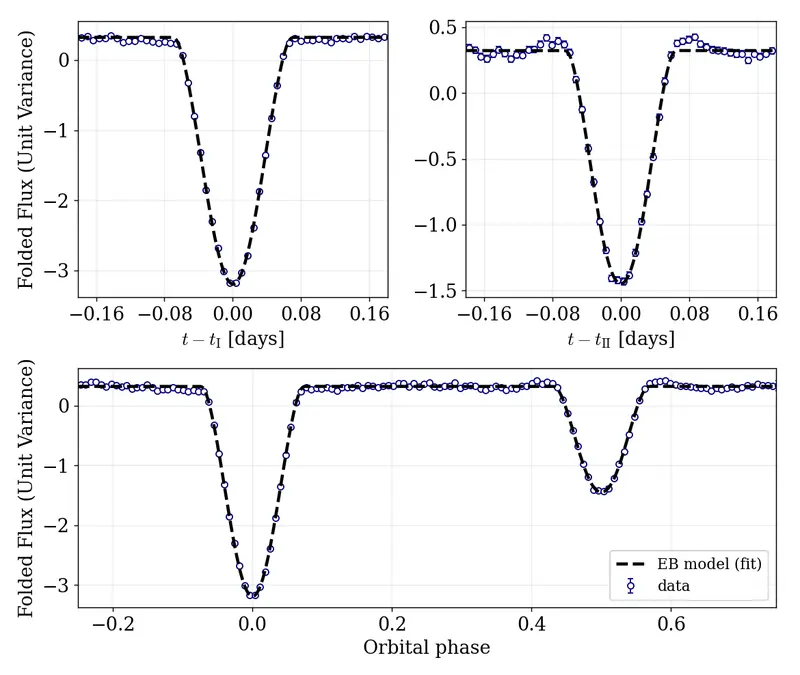 Folded Flux (Unit Variance)
0
−1
−2
−3
−0.16 −0.08 0.00 0.08 0.16
t − tI [days]
0.5
0.0
−0.5
−1.0
−1.5
−0.16 −0.08 0.00 0.08 0.16
t − tII [days]
Folded Flux (Unit Variance)
0
−1
−2
−3
−0.2 0.0 0.2 0.4 0.6
Orbital phase
EB model (fit)
data